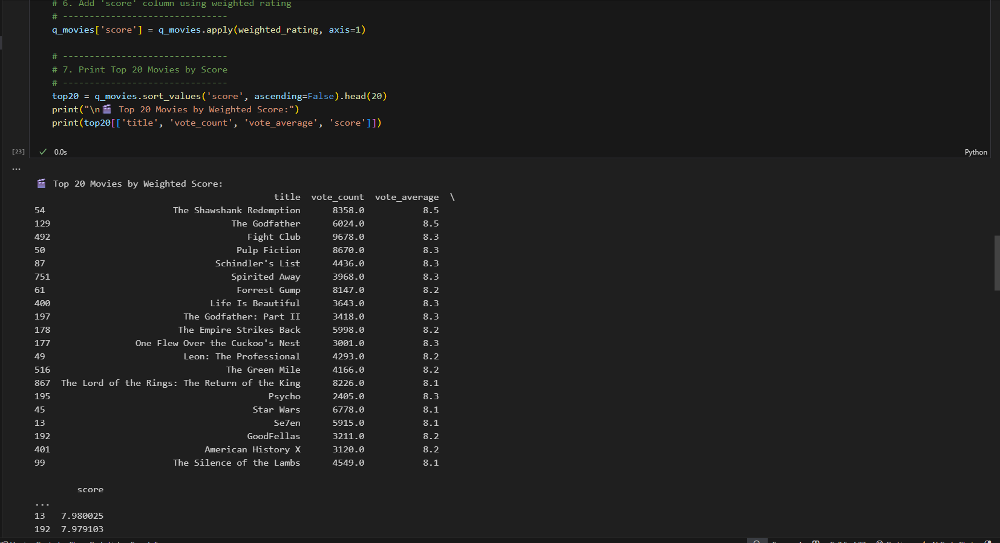 # 6. Add 'score' column using weighted rating
# -------------------------------
q_movies['score'] = q_movies.apply(weighted_rating, axis=1)
# -------------------------------
# 7. Print Top 20 Movies by Score
# -------------------------------
top20 = q_movies.sort_values('score', ascending=False).head(20)
print("\n🎬 Top 20 Movies by Weighted Score:")
print(top20[['title', 'vote_count', 'vote_average', 'score']])
[23] ✓ 0.0s Python
...
🎬 Top 20 Movies by Weighted Score:
title vote_count vote_average \
54 The Shawshank Redemption 8358.0 8.5
129 The Godfather 6024.0 8.5
492 Fight Club 9678.0 8.3
50 Pulp Fiction 8670.0 8.3
87 Schindler's List 4436.0 8.3
751 Spirited Away 3968.0 8.3
61 Forrest Gump 8147.0 8.2
400 Life Is Beautiful 3643.0 8.3
197 The Godfather: Part II 3418.0 8.3
178 The Empire Strikes Back 5998.0 8.2
177 One Flew Over the Cuckoo's Nest 3001.0 8.3
49 Leon: The Professional 4293.0 8.2
516 The Green Mile 4166.0 8.2
867 The Lord of the Rings: The Return of the King 8226.0 8.1
195 Psycho 2405.0 8.3
45 Star Wars 6778.0 8.1
13 Se7en 5915.0 8.1
192 GoodFellas 3211.0 8.2
401 American History X 3120.0 8.2
99 The Silence of the Lambs 4549.0 8.1
score
...
13 7.980025
192 7.979103